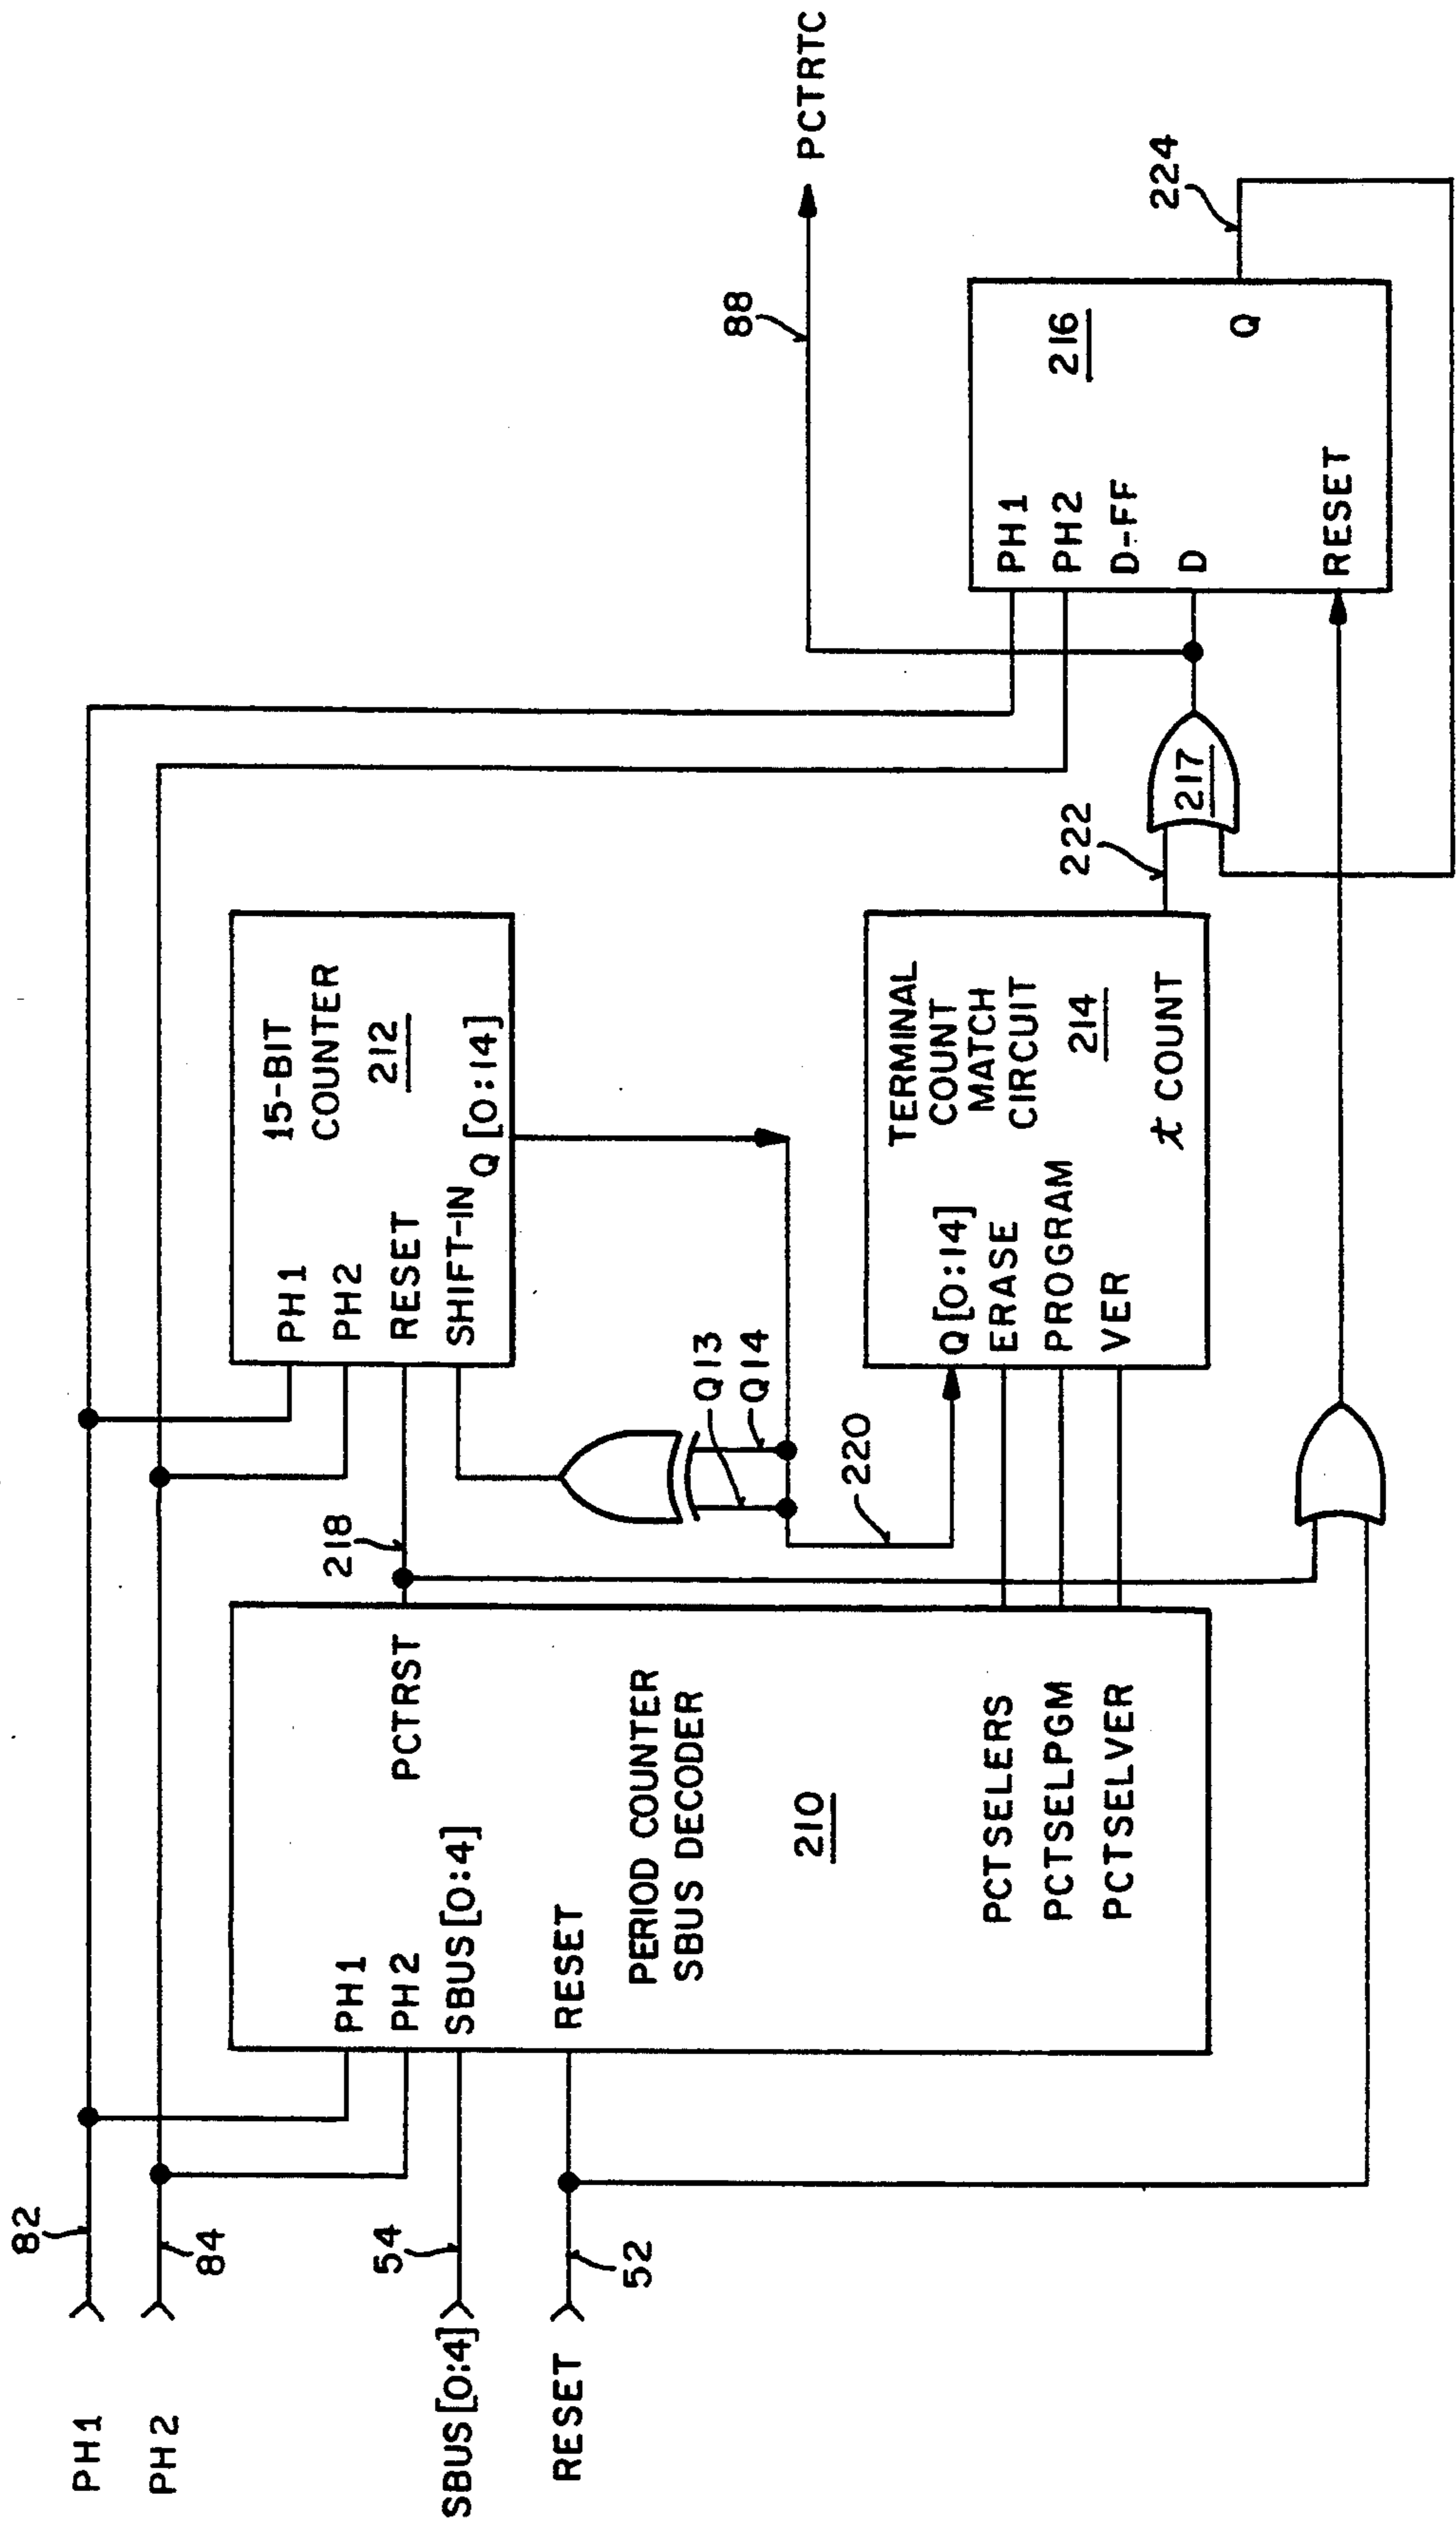 82
PH1
84
PH2
54
SBUS[0:4]
52
RESET
PH1
PH2
SBUS[0:4]
RESET
PCTRST
PERIOD COUNTER
SBUS DECODER
210
PCTSELERS
PCTSELPGM
PCTSELVER
218
PH1
PH2
RESET
SHIFT-IN
15-BIT
COUNTER
212
Q [0:14]
Q13
Q14
220
Q[0:14]
ERASE
PROGRAM
VER
TERMINAL
COUNT
MATCH
CIRCUIT
214
t COUNT
222
217
88
PCTRTC
PH1
PH2
D-FF
D
RESET
216
Q
224